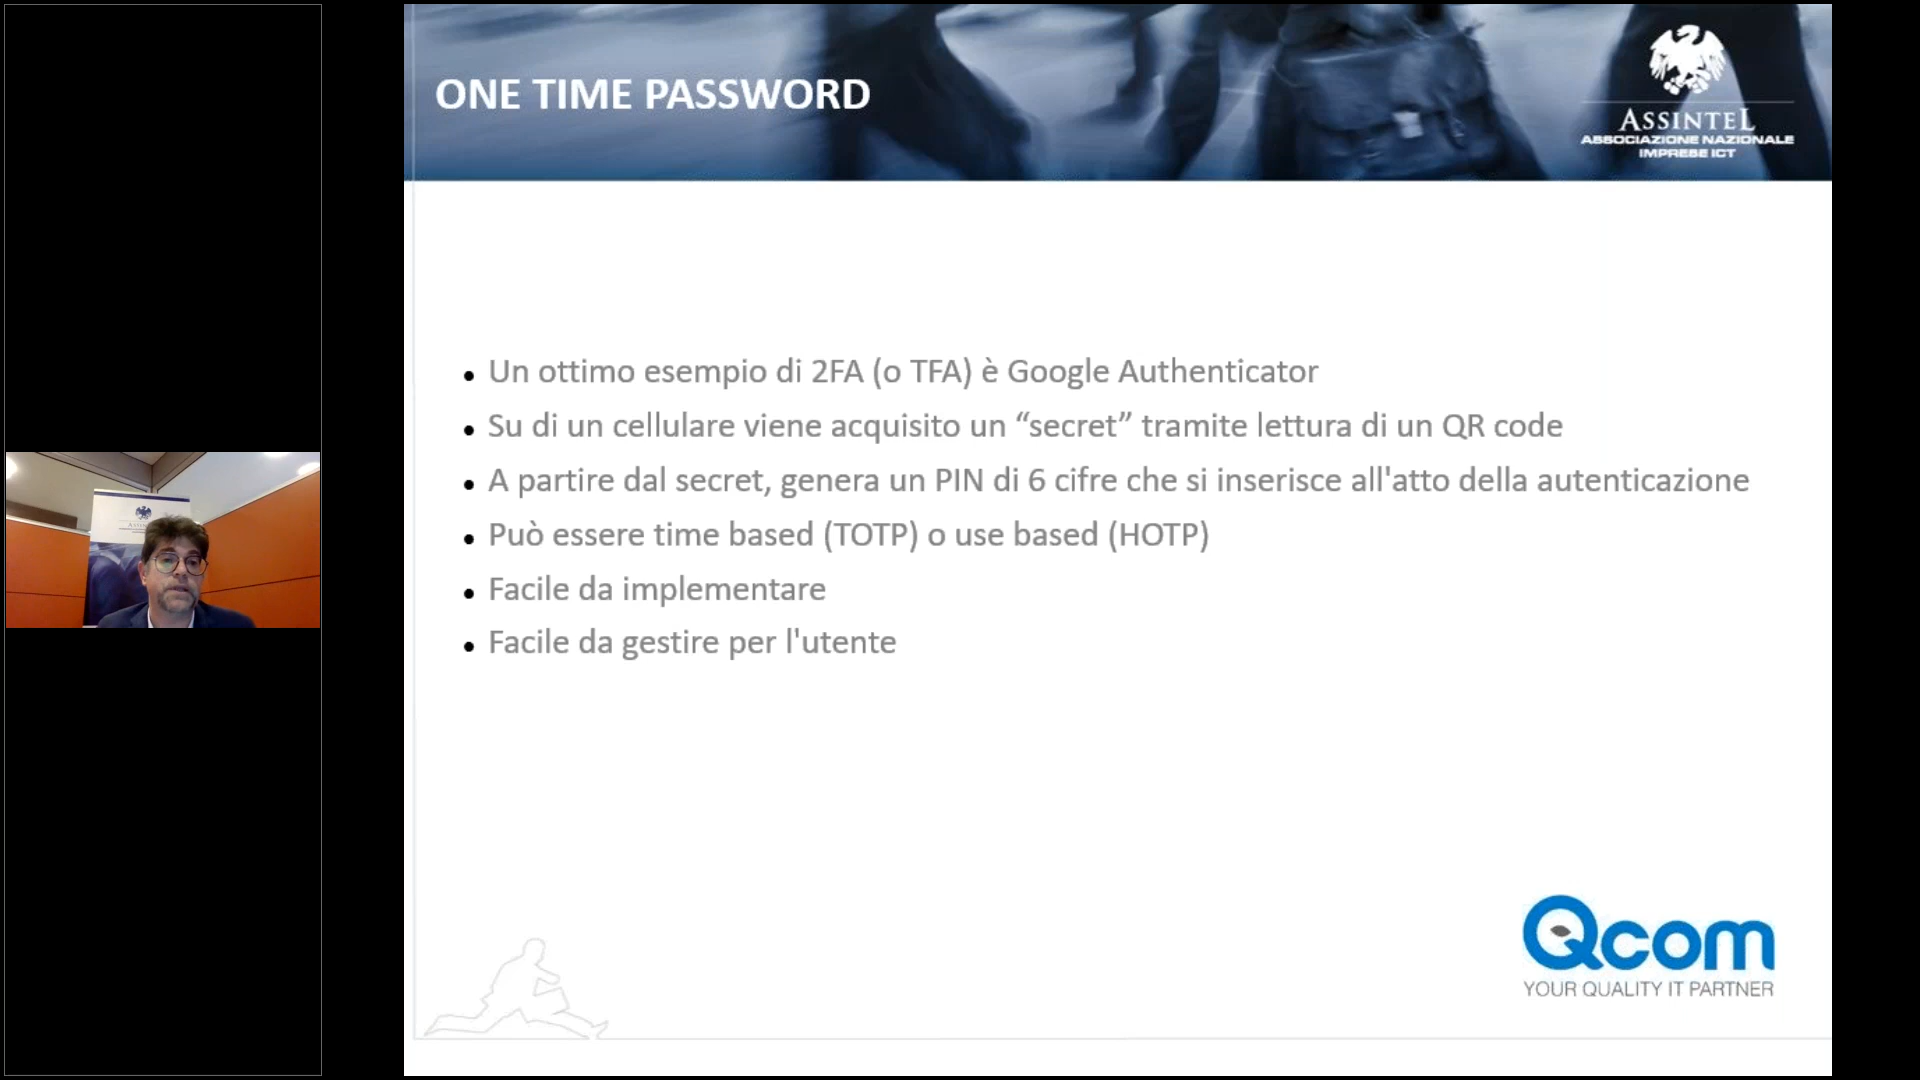 ONE TIME PASSWORD
ASSINTEL
ASSOCIAZIONE NAZIONALE
IMPRESE ICT
• Un ottimo esempio di 2FA (o TFA) è Google Authenticator
• Su di un cellulare viene acquisito un “secret” tramite lettura di un QR code
• A partire dal secret, genera un PIN di 6 cifre che si inserisce all'atto della autenticazione
• Può essere time based (TOTP) o use based (HOTP)
• Facile da implementare
• Facile da gestire per l'utente
Qcom
YOUR QUALITY IT PARTNER